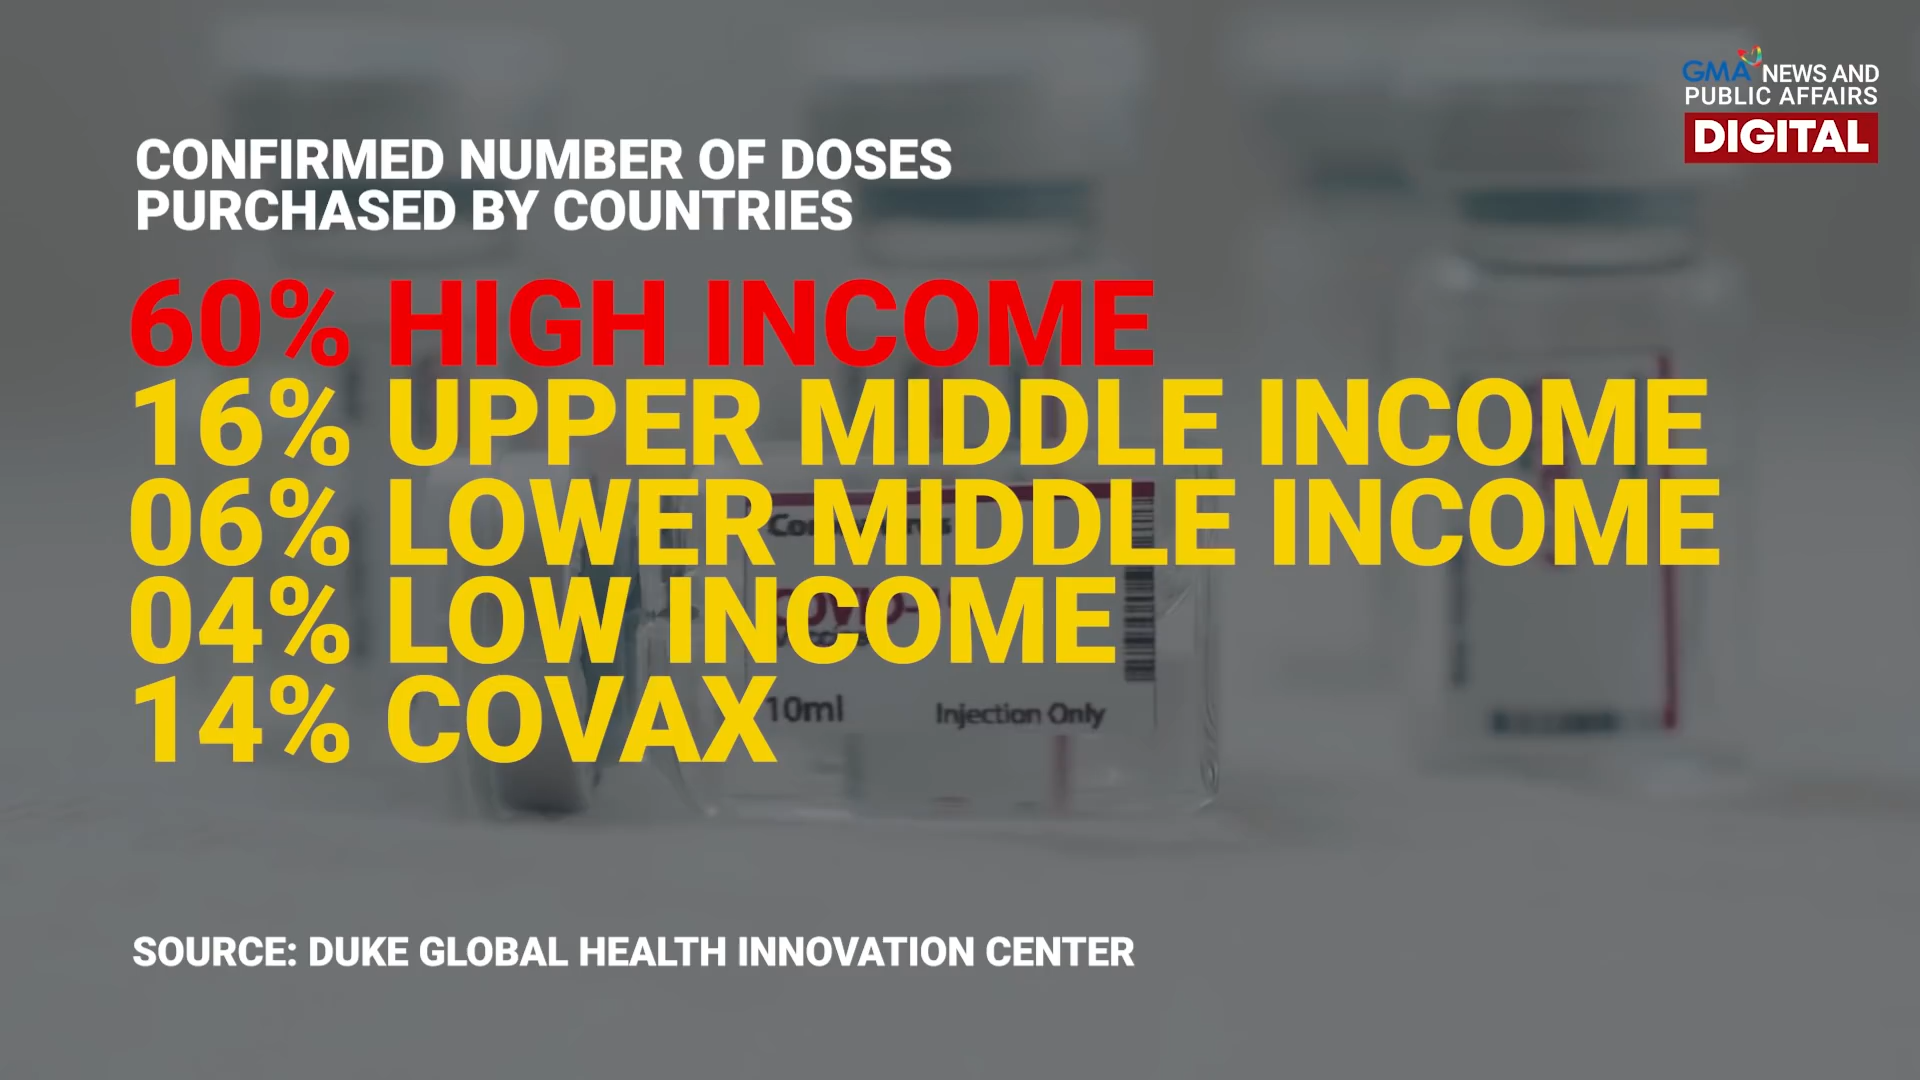 GMA NEWS AND
PUBLIC AFFAIRS
DIGITAL
CONFIRMED NUMBER OF DOSES
PURCHASED BY COUNTRIES
60% HIGH INCOME
16% UPPER MIDDLE INCOME
06% LOWER MIDDLE INCOME
04% LOW INCOME
14% COVAX
10ml Injection Only
SOURCE: DUKE GLOBAL HEALTH INNOVATION CENTER